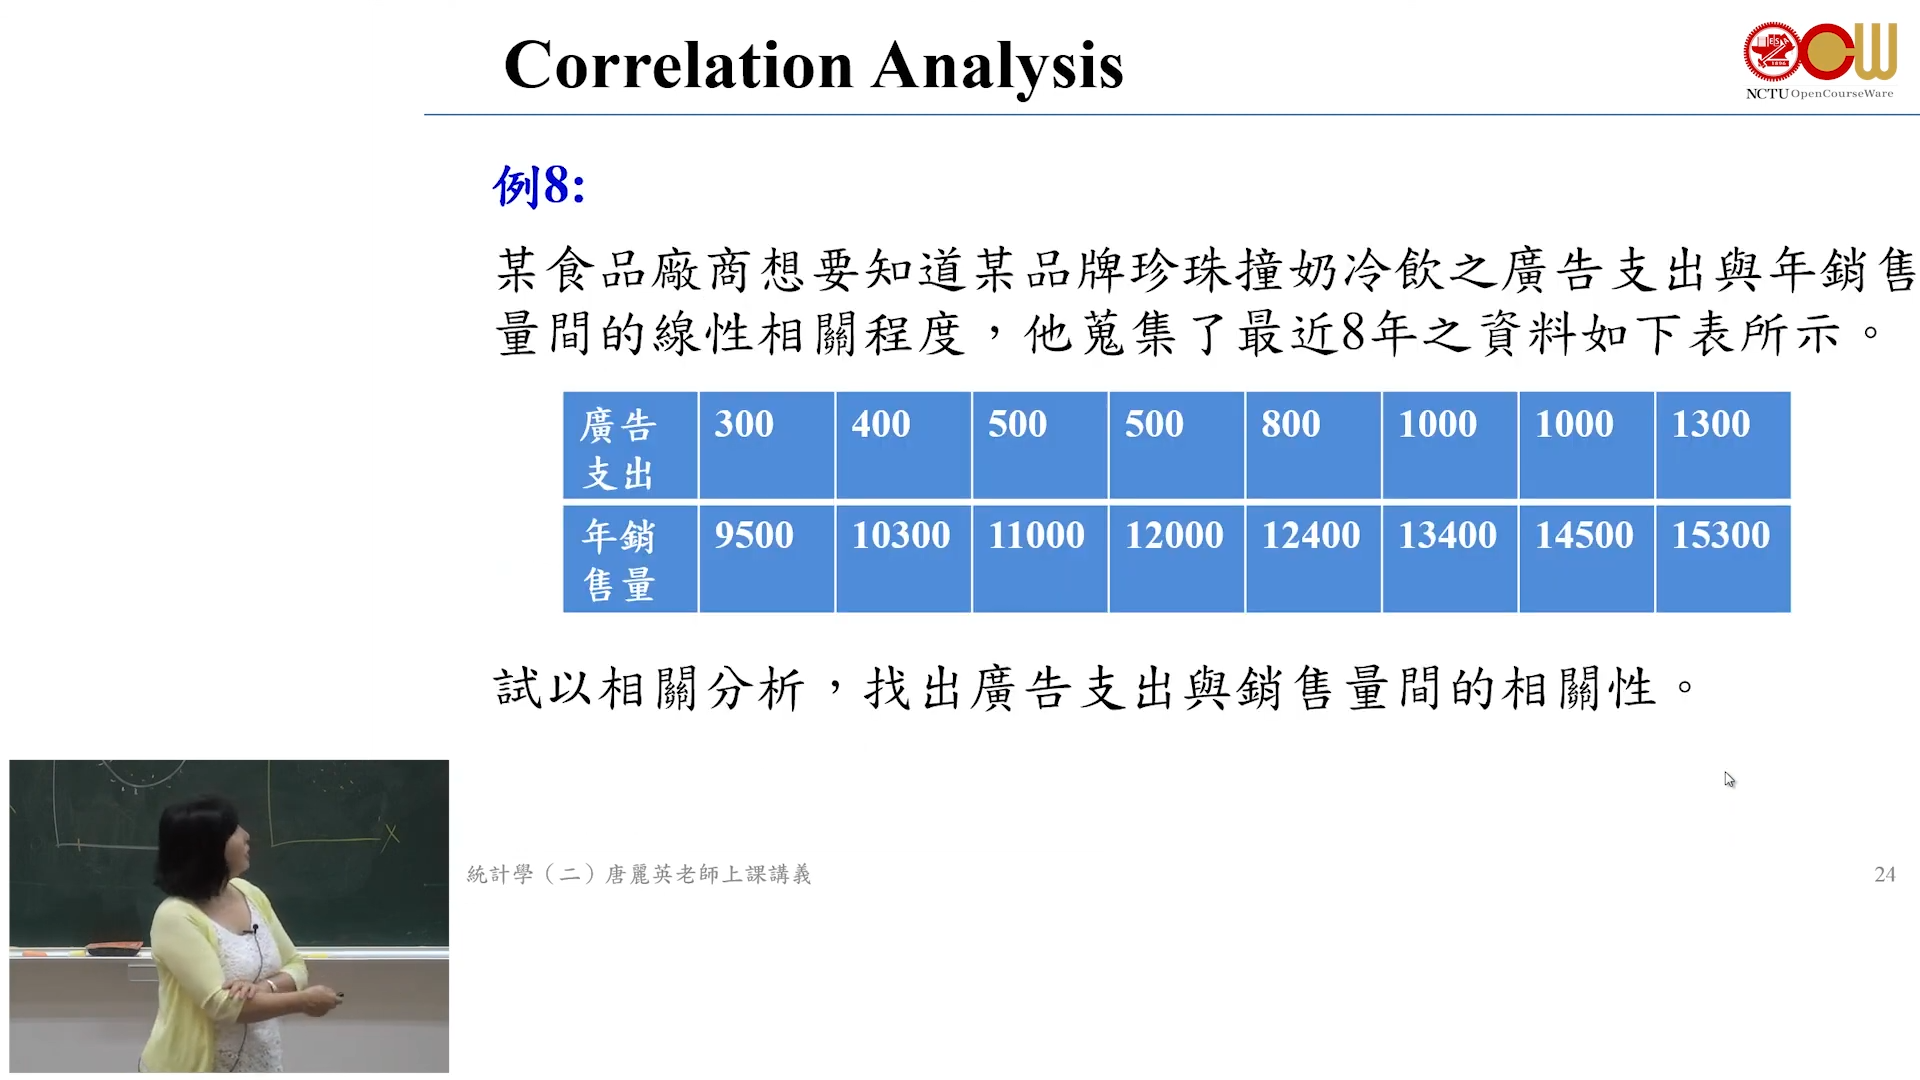 Correlation Analysis
NCTU OpenCourseWare
例8:
某食品廠商想要知道某品牌珍珠撞奶冷飲之廣告支出與年銷售
量間的線性相關程度，他蒐集了最近8年之資料如下表所示。
廣告支出 300 400 500 500 800 1000 1000 1300
年銷售量 9500 10300 11000 12000 12400 13400 14500 15300
試以相關分析，找出廣告支出與銷售量間的相關性。
X
統計學（二）唐麗英老師上課講義
24